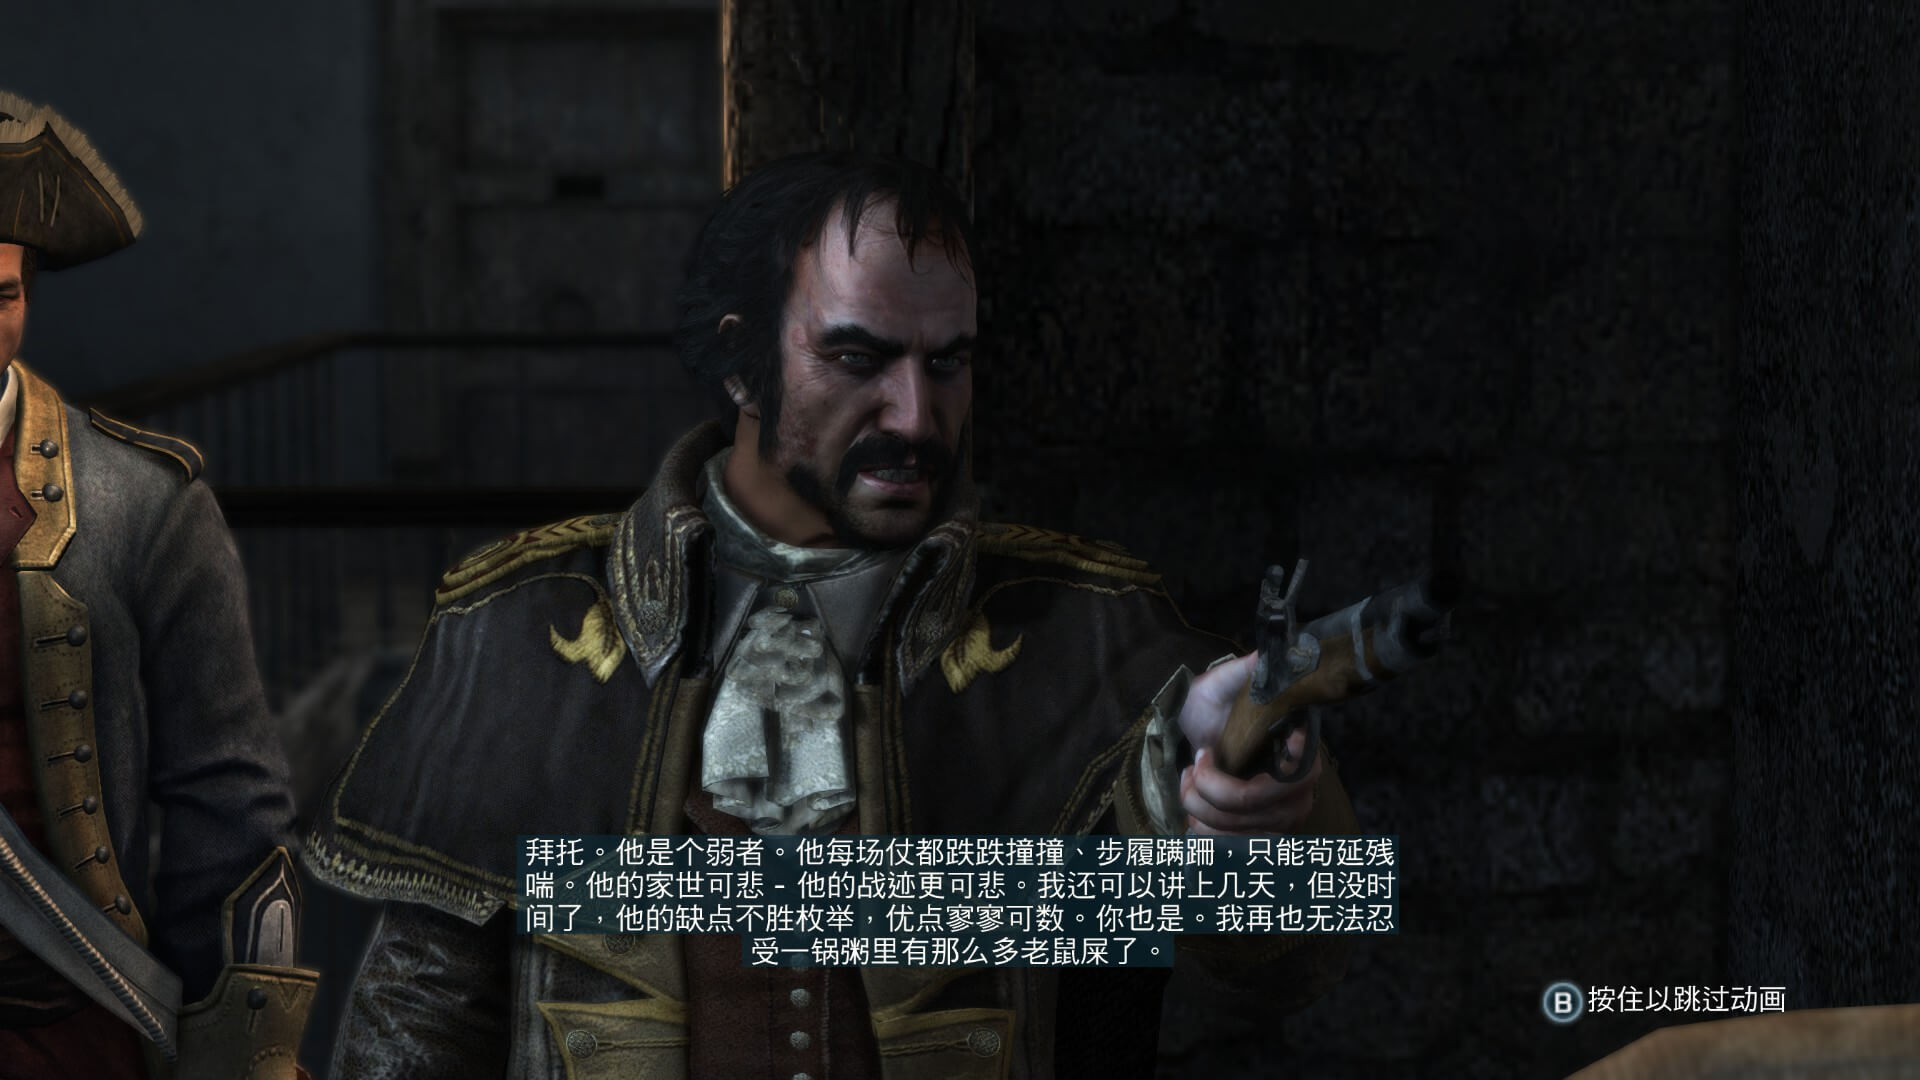 拜托。他是个弱者。他每场仗都跌跌撞撞、步履蹒跚，只能苟延残
喘。他的家世可悲 - 他的战迹更可悲。我还可以讲上几天，但没时
间了，他的缺点不胜枚举，优点寥寥可数。你也是。我再也无法忍
受一锅粥里有那么多老鼠屎了。
B 按住以跳过动画